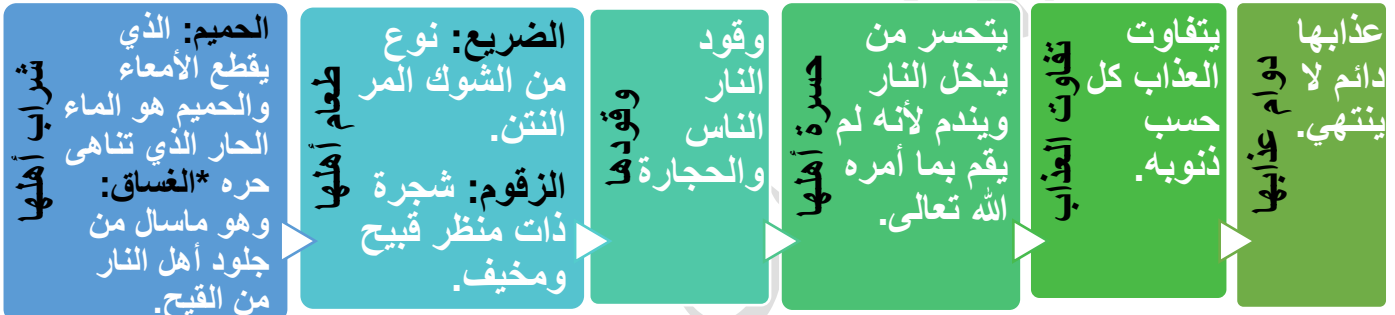 دوام عذابها
عذابها
دائم لا
ينتهي.
تفاوت العذاب
يتفاوت
العذاب كل
حسب
ذنوبه.
حسرة أهلها
يتحسر من
يدخل النار
ويندم لأنه لم
يقم بما أمره
الله تعالى.
وقودها
وقود
النار
الناس
والحجارة
طعام أهلها
الضريع: نوع
من الشوك المر
النتن.
الزقوم: شجرة
ذات منظر قبيح
ومخيف.
شراب أهلها
الحميم: الذي
يقطع الأمعاء
والحميم هو الماء
الحار الذي تناهى
حره *الغساق:
وهو ماسال من
جلود أهل النار
من القيح.